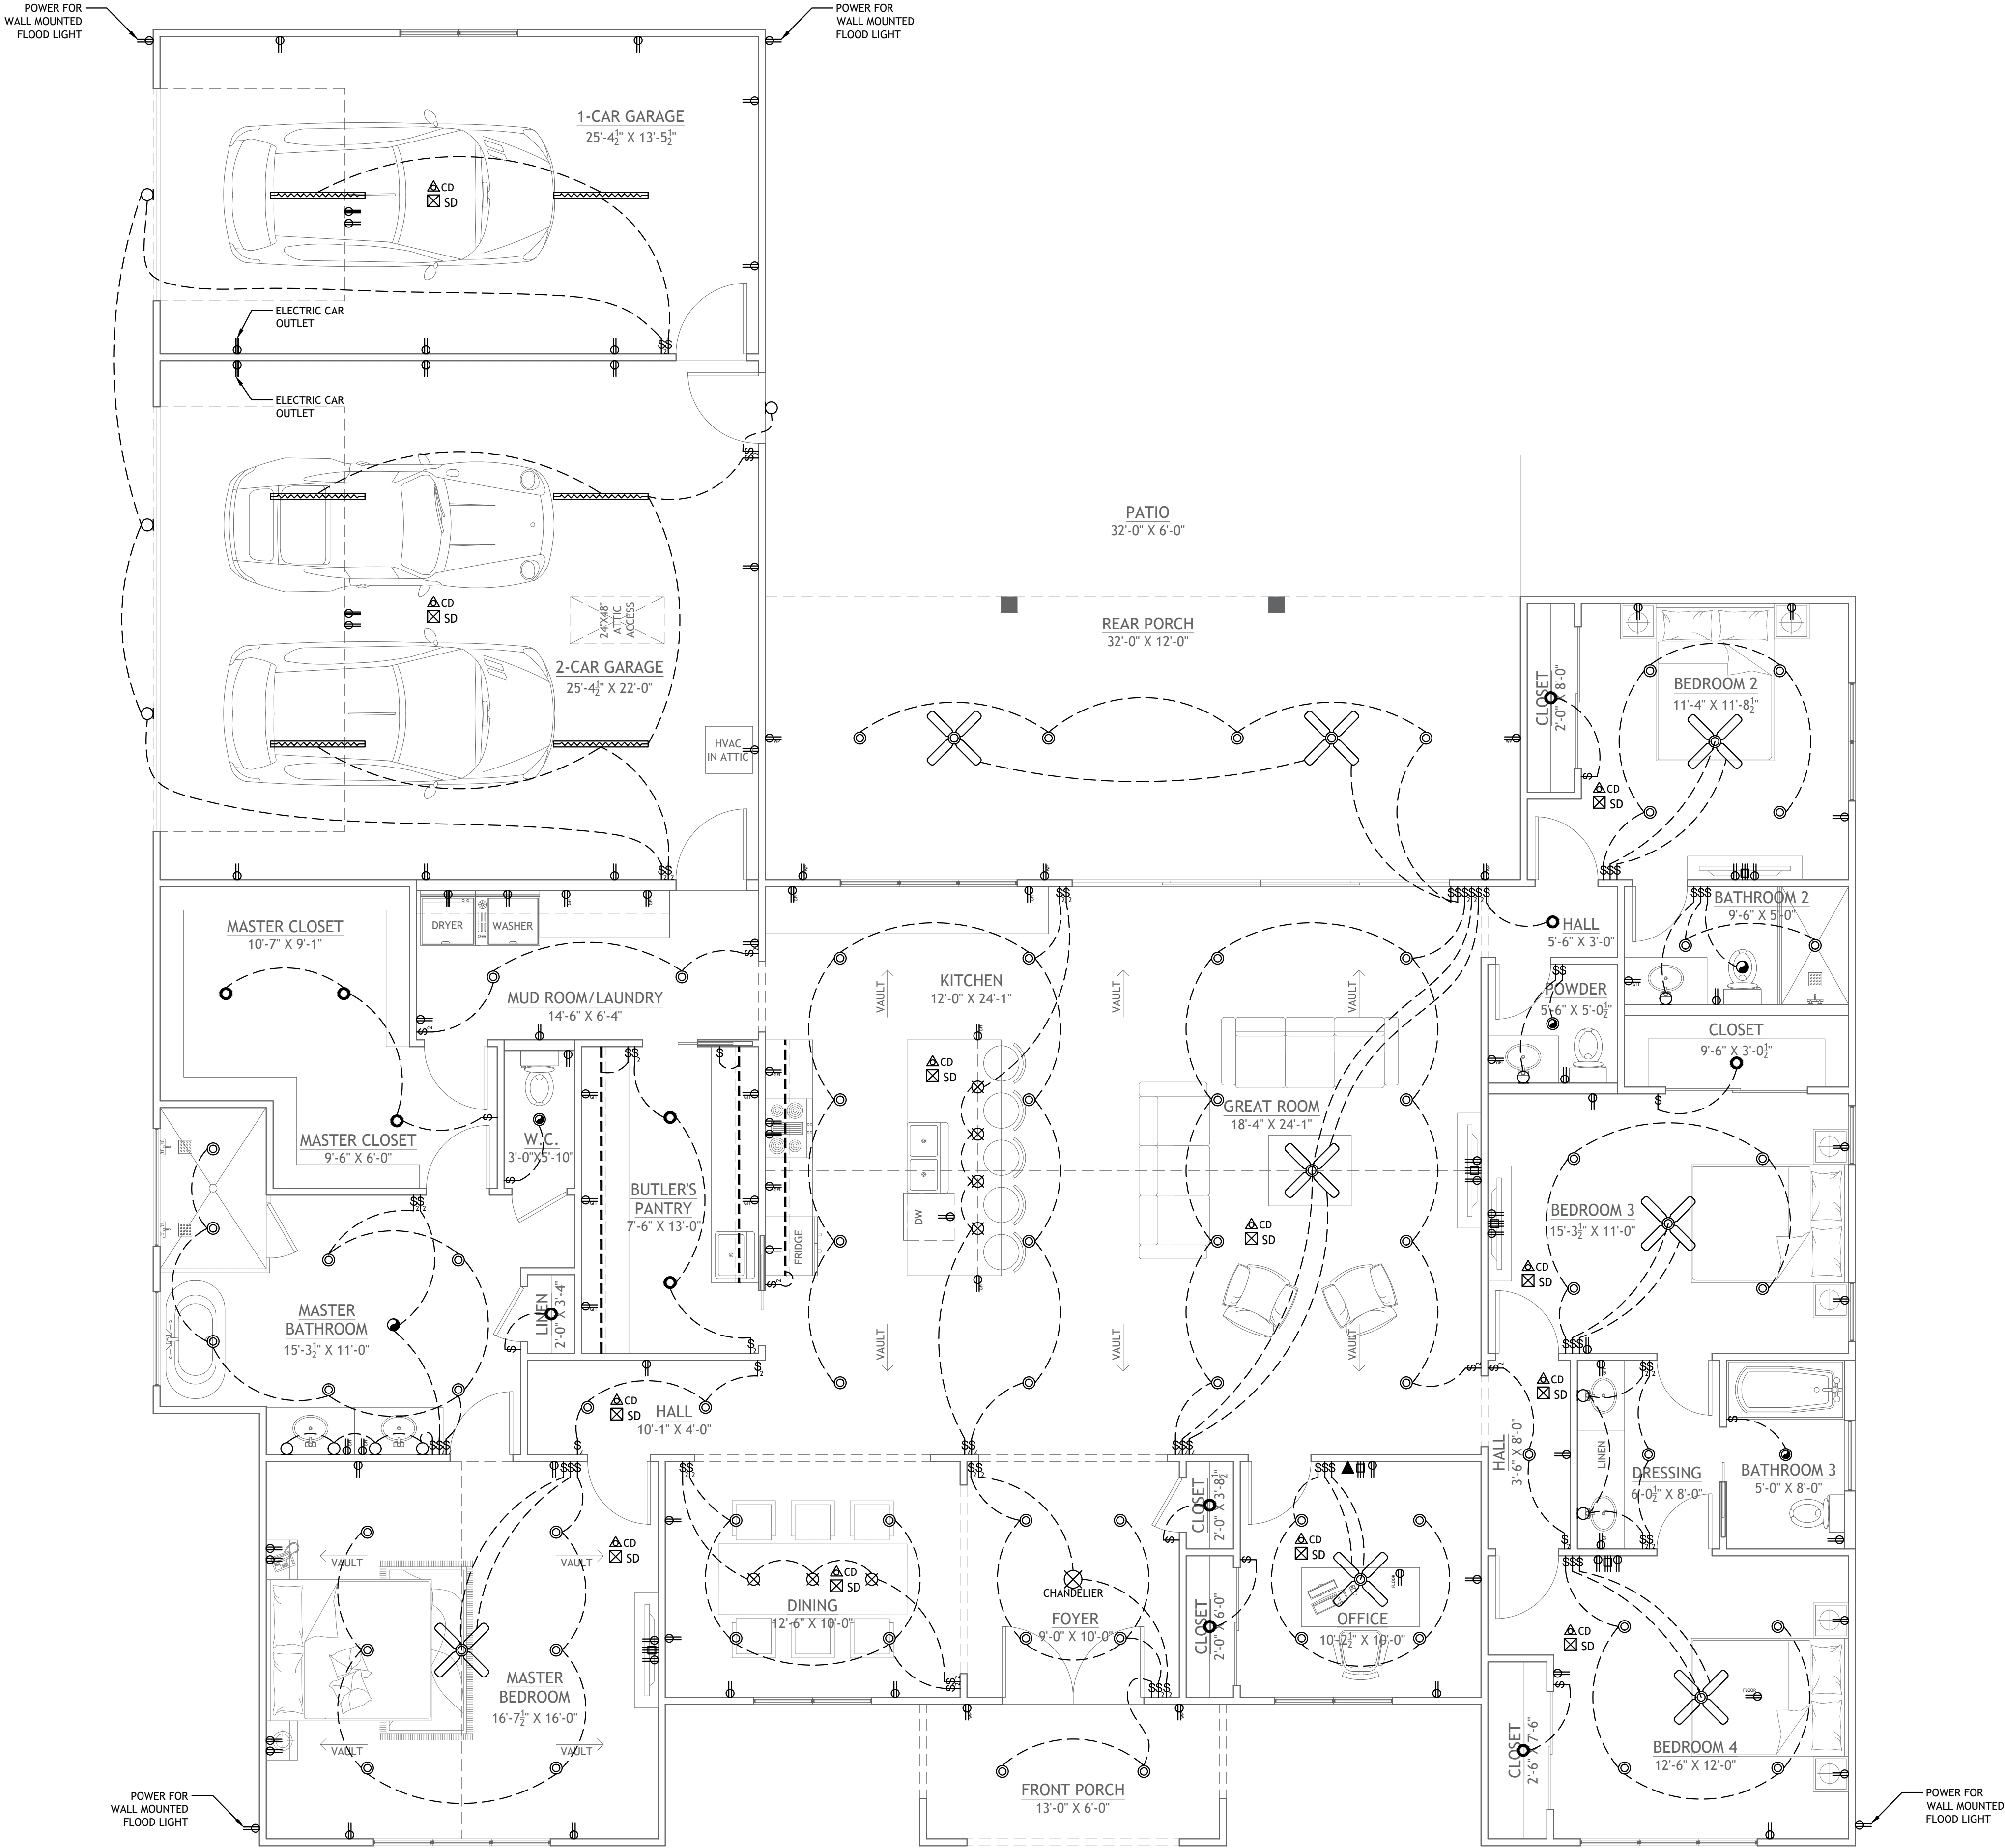 POWER FOR
WALL MOUNTED
FLOOD LIGHT
POWER FOR
WALL MOUNTED
FLOOD LIGHT
1-CAR GARAGE
25'-4½" X 13'-5½"
CD
SD
ELECTRIC CAR
OUTLET
ELECTRIC CAR
OUTLET
CD
SD
24"X48"
ATTIC
ACCESS
2-CAR GARAGE
25'-4½" X 22'-0"
HVAC
IN ATTIC
PATIO
32'-0" X 6'-0"
REAR PORCH
32'-0" X 12'-0"
CLOSET
2'-0" X 8'-0"
BEDROOM 2
11'-4" X 11'-8½"
CD
SD
MASTER CLOSET
10'-7" X 9'-1"
DRYER
WASHER
MUD ROOM/LAUNDRY
14'-6" X 6'-4"
KITCHEN
12'-0" X 24'-1"
VAULT
VAULT
VAULT
HALL
5'-6" X 3'-0"
BATHROOM 2
9'-6" X 5'-0"
POWDER
5'-6" X 5'-0½"
CLOSET
9'-6" X 3'-0½"
CD
SD
MASTER CLOSET
9'-6" X 6'-0"
W.C.
3'-0"X5'-10"
BUTLER'S
PANTRY
7'-6" X 13'-0"
GREAT ROOM
18'-4" X 24'-1"
DW
FRIDGE
CD
SD
BEDROOM 3
15'-3½" X 11'-0"
CD
SD
MASTER
BATHROOM
15'-3½" X 11'-0"
LINEN
2'-0" X 3'-4"
VAULT
VAULT
VAULT
CD
SD
HALL
10'-1" X 4'-0"
CD
SD
HALL
3'-6" X 8'-0"
LINEN
DRESSING
6'-0½" X 8'-0"
BATHROOM 3
5'-0" X 8'-0"
CLOSET
2'-0" X 3'-8½"
CD
SD
VAULT
VAULT
CD
SD
DINING
12'-6" X 10'-0"
CHANDELIER
FOYER
9'-0" X 10'-0"
CLOSET
2'-0" X 6'-0"
CD
SD
FLOOR
OFFICE
10'-2½" X 10'-0"
CD
SD
MASTER
BEDROOM
16'-7½" X 16'-0"
VAULT
VAULT
FLOOR
BEDROOM 4
12'-6" X 12'-0"
CLOSET
2'-6" X 7'-6"
FRONT PORCH
13'-0" X 6'-0"
POWER FOR
WALL MOUNTED
FLOOD LIGHT
POWER FOR
WALL MOUNTED
FLOOD LIGHT